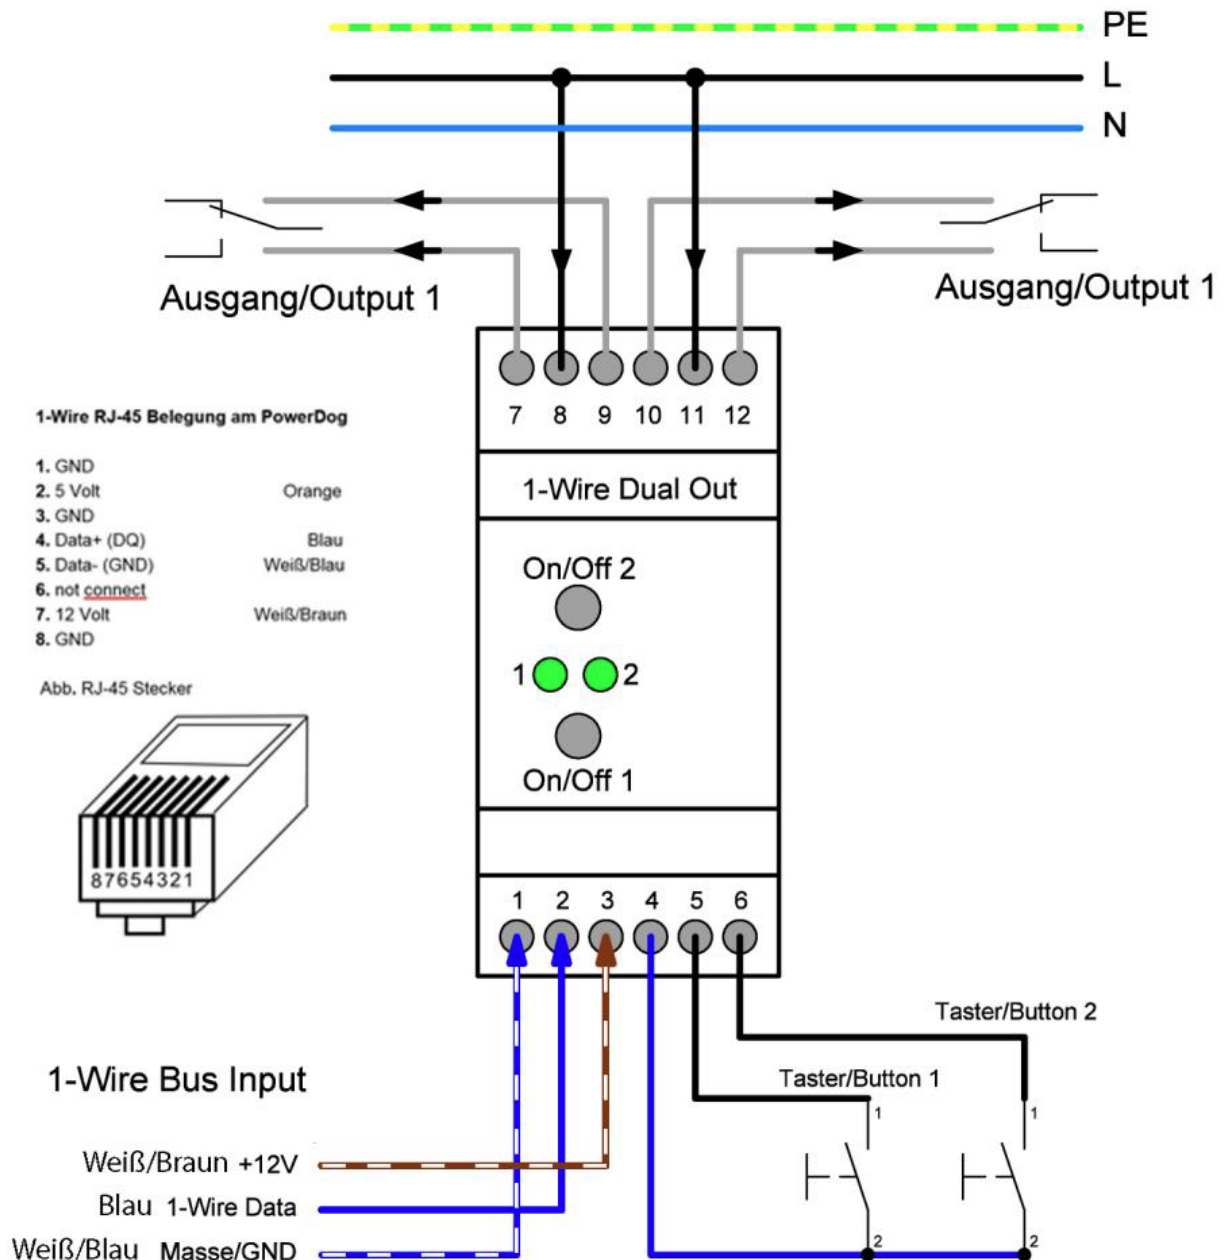 PE
L
N
Ausgang/Output 1
Ausgang/Output 1
7 8 9 10 11 12
1-Wire RJ-45 Belegung am PowerDog
1. GND
2. 5 Volt Orange
3. GND
4. Data+ (DQ) Blau
5. Data- (GND) Weiß/Blau
6. not connect
7. 12 Volt Weiß/Braun
8. GND
Abb. RJ-45 Stecker
87654321
1-Wire Dual Out
On/Off 2
1 2
On/Off 1
1 2 3 4 5 6
Taster/Button 2
Taster/Button 1
1 1
2 2
1-Wire Bus Input
Weiß/Braun +12V
Blau 1-Wire Data
Weiß/Blau Masse/GND